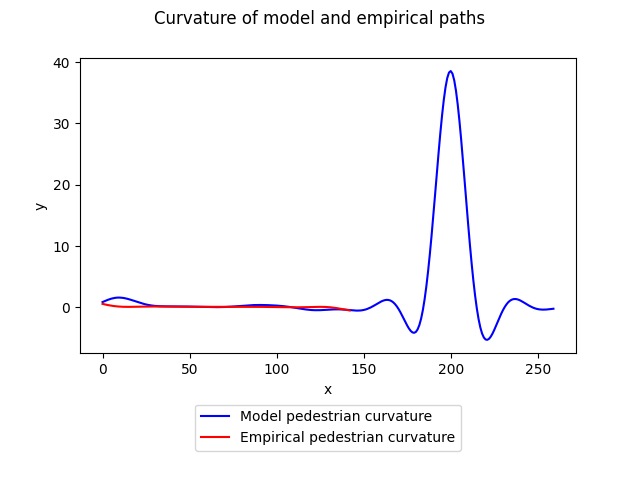 Curvature of model and empirical paths
40
30
20
10
0
y
0 50 100 150 200 250
x
Model pedestrian curvature
Empirical pedestrian curvature